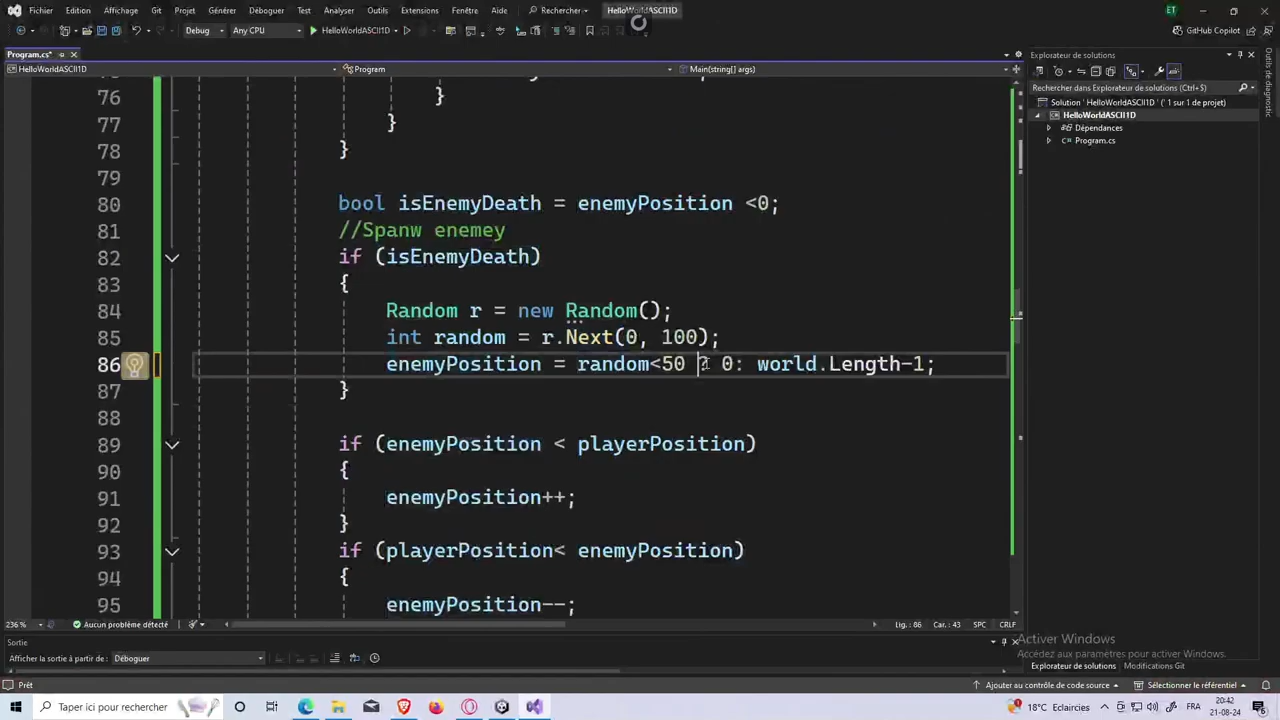 Fichier Edition Affichage Git Projet Générer Déboguer Test Analyser Outils Extensions Fenêtre Aide Rechercher HelloWorldASCII1D ET
Debug Any CPU HelloWorldASCII1D GitHub Copilot
Program.cs* Explorateur de solutions
HelloWorldASCII1D Program Main(string[] args)
Rechercher dans Explorateur de solutions (Ctrl+$)
Solution 'HelloWorldASCII1D' (' 1 sur 1 de projet)
HelloWorldASCII1D
Dépendances
Program.cs
Outils de diagnostic
76 }
77 }
78 }
79
80 bool isEnemyDeath = enemyPosition <0;
81 //Spanw enemey
82 if (isEnemyDeath)
83 {
84 Random r = new Random();
85 int random = r.Next(0, 100);
86 enemyPosition = random<50 ? 0: world.Length-1;
87 }
88
89 if (enemyPosition < playerPosition)
90 {
91 enemyPosition++;
92 }
93 if (playerPosition< enemyPosition)
94 {
95 enemyPosition--;
236 % Aucun problème détecté Lig. : 86 Car. : 43 SPC CRLF
Sortie
Afficher la sortie à partir de : Déboguer
Activer Windows
Accédez aux paramètres pour activer Windows.
Explorateur de solutions Modifications Git
Prêt Ajouter au contrôle de code source Sélectionner le référentiel
Taper ici pour rechercher 18°C Eclaircies FRA 20:42
21-08-24